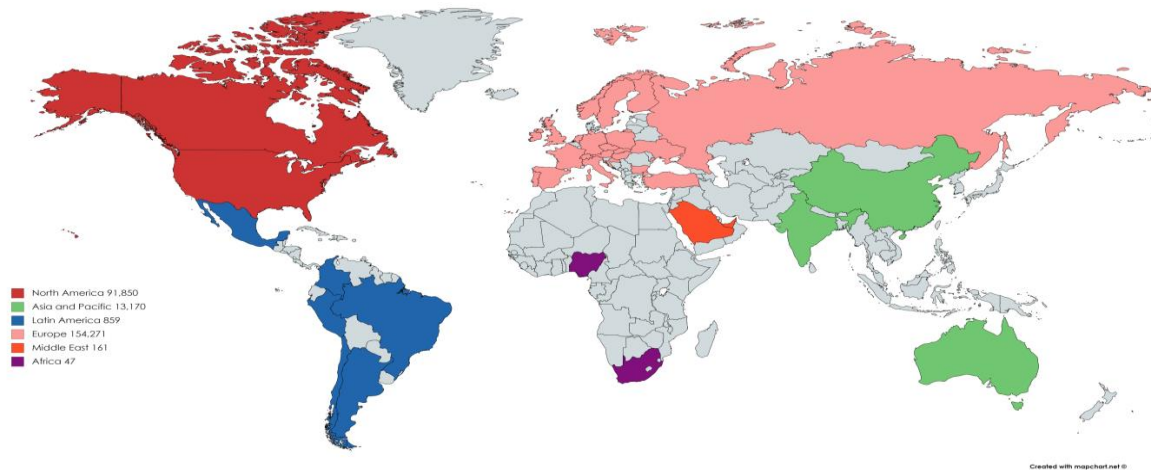 North America 91,850
Asia and Pacific 13,170
Latin America 859
Europe 154,271
Middle East 161
Africa 47
Created with mapchart.net ©